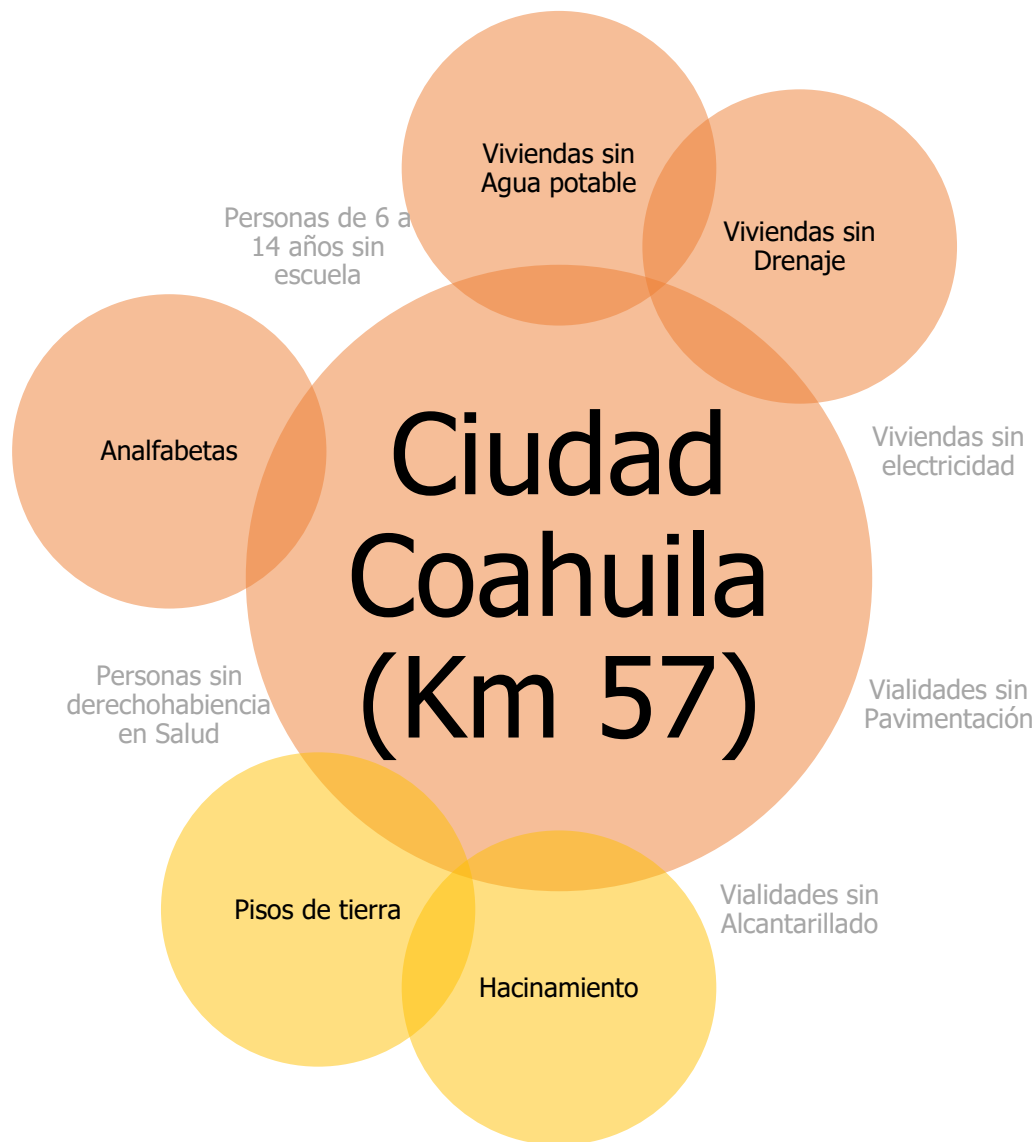 Viviendas sin
Agua potable
Viviendas sin
Drenaje
Personas de 6 a
14 años sin
escuela
Analfabetas
Viviendas sin
electricidad
Ciudad
Coahuila
(Km 57)
Personas sin
derechohabiencia
en Salud
Vialidades sin
Pavimentación
Pisos de tierra
Vialidades sin
Alcantarillado
Hacinamiento